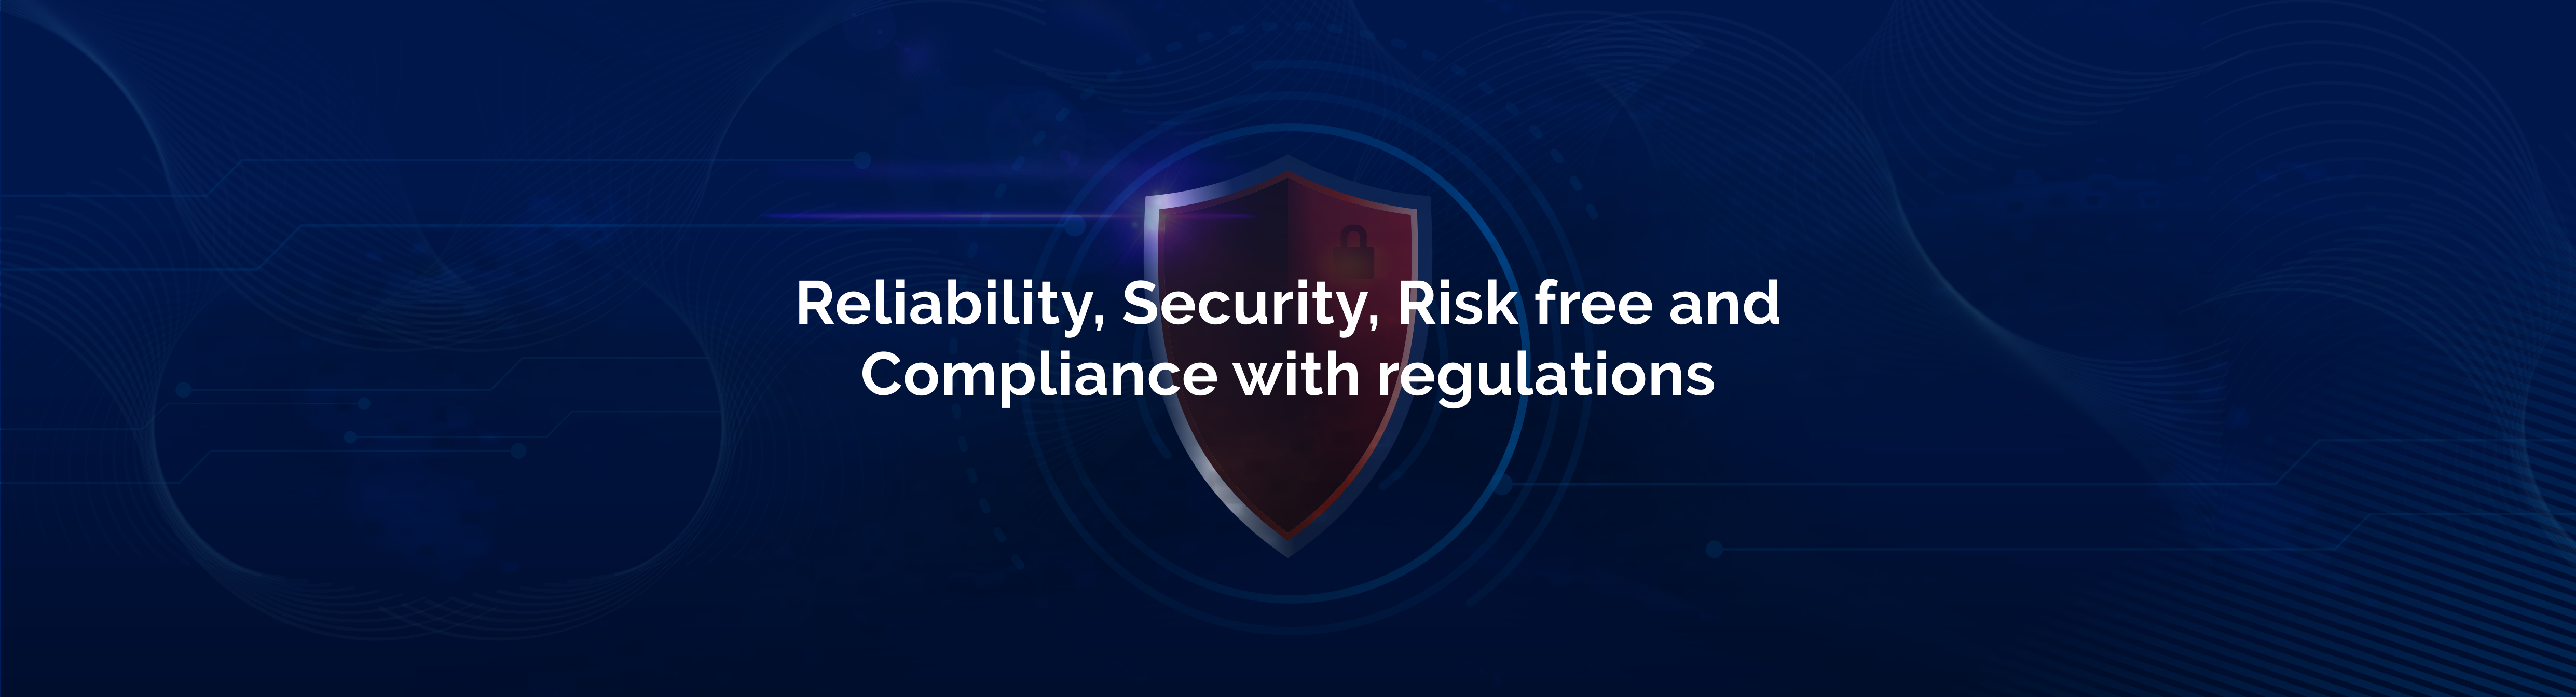 Reliability, Security, Risk free and
Compliance with regulations